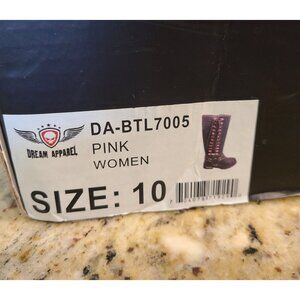 DREAM APPAREL
DA-BTL7005
PINK
WOMEN
SIZE: 10